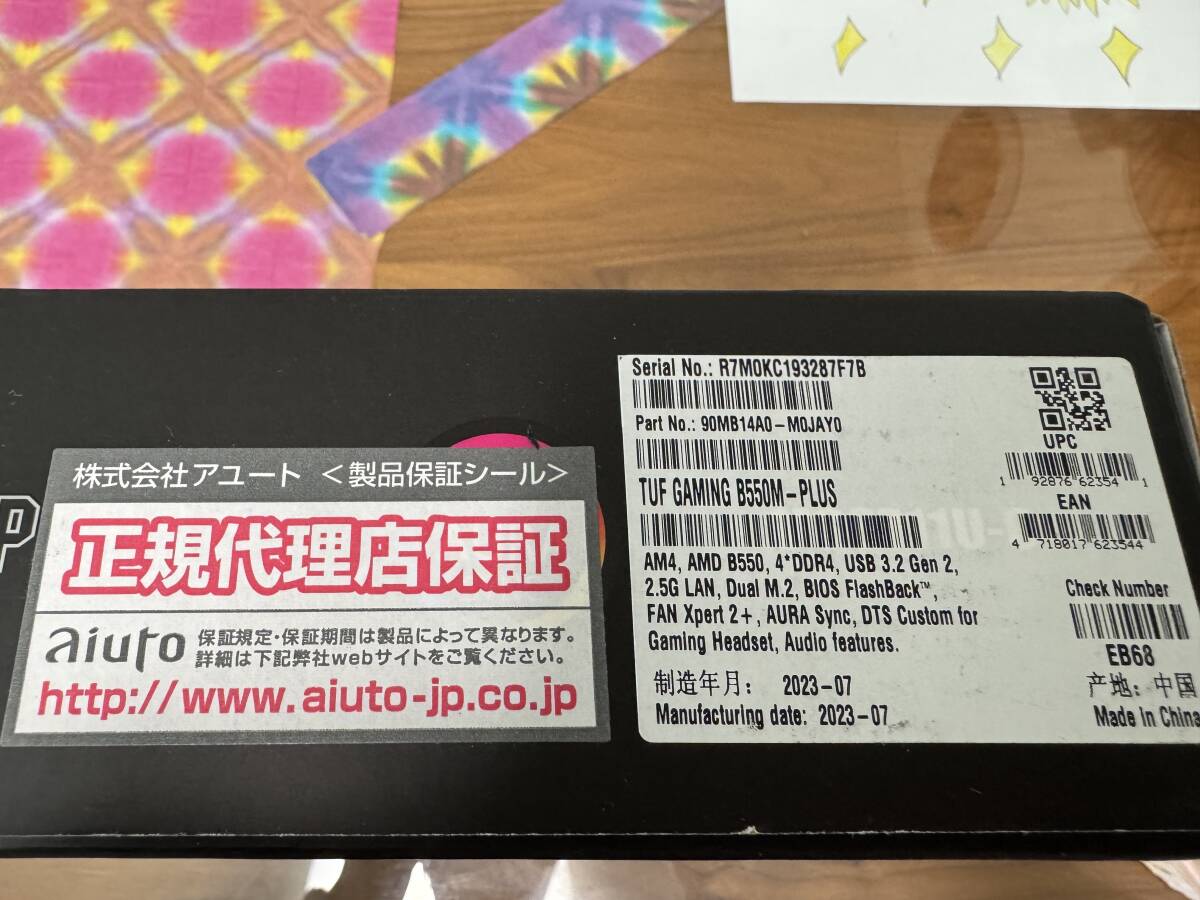 P
株式会社アユート <製品保証シール>
正規代理店保証
aiuto 保証規定・保証期間は製品によって異なります。
詳細は下記弊社webサイトをご覧ください。
http://www.aiuto-jp.co.jp
Serial No.: R7M0KC193287F7B
Part No.: 90MB14A0-M0JAY0
TUF GAMING B550M-PLUS
AM4, AMD B550, 4*DDR4, USB 3.2 Gen 2,
2.5G LAN, Dual M.2, BIOS FlashBack™,
FAN Xpert 2+, AURA Sync, DTS Custom for
Gaming Headset, Audio features.
制造年月: 2023-07
Manufacturing date: 2023-07
UPC
1 92876 62354 1
EAN
4 718017 623544
Check Number
EB68
产地: 中国
Made in China